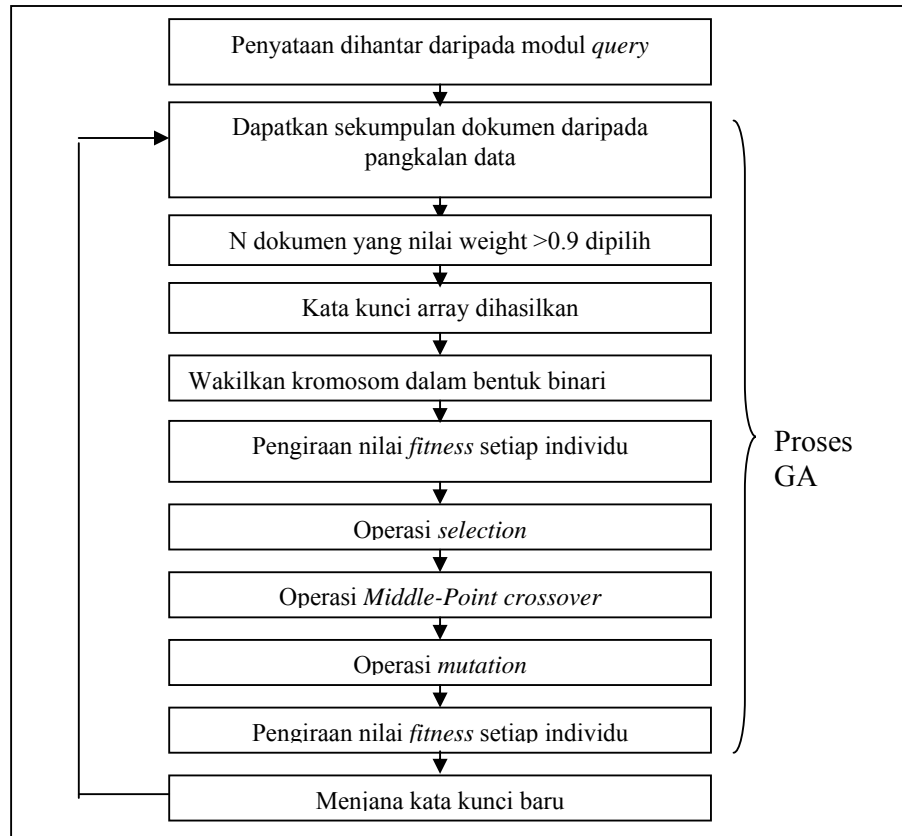 Penyataan dihantar daripada modul query
Dapatkan sekumpulan dokumen daripada
pangkalan data
N dokumen yang nilai weight >0.9 dipilih
Kata kunci array dihasilkan
Wakilkan kromosom dalam bentuk binari
Pengiraan nilai fitness setiap individu
Operasi selection
Operasi Middle-Point crossover
Operasi mutation
Pengiraan nilai fitness setiap individu
Menjana kata kunci baru
Proses
GA